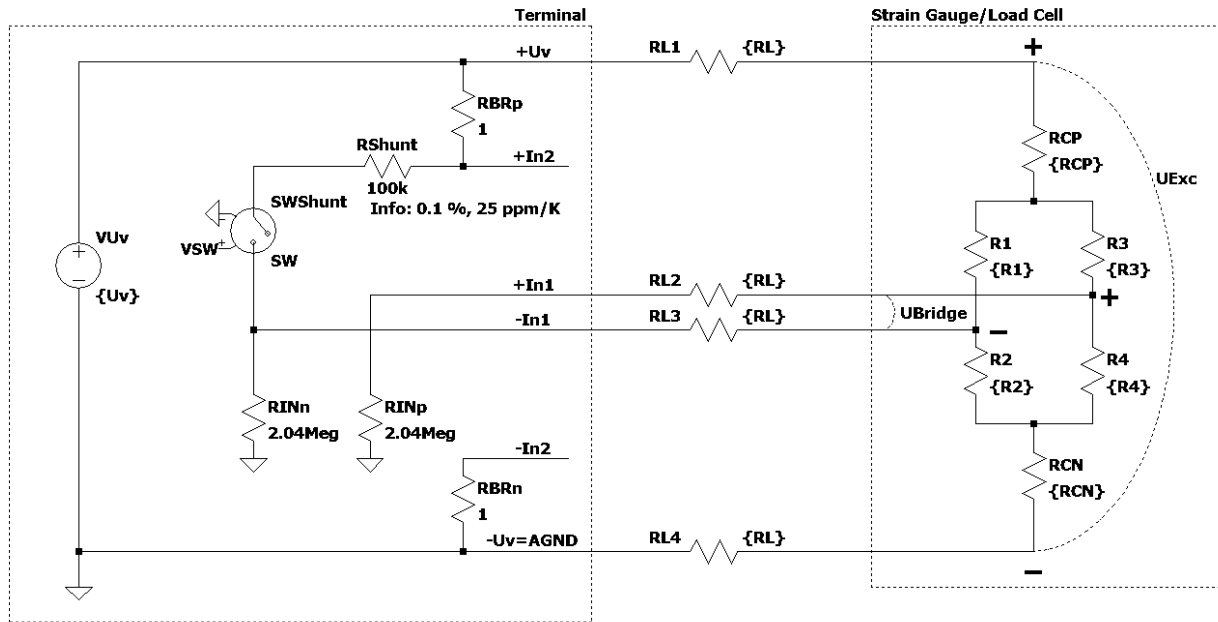 Terminal
Strain Gauge/Load Cell
+Uv
RL1
{RL}
+
RBRp
1
RShunt
+In2
100k
Info: 0.1 %, 25 ppm/K
RCP
{RCP}
UExc
SWShunt
VSW
+
SW
VUv
+
−
{Uv}
R1
{R1}
R3
{R3}
+In1
RL2
{RL}
+
-In1
RL3
{RL}
UBridge
−
R2
{R2}
R4
{R4}
RINn
2.04Meg
RINp
2.04Meg
-In2
RBRn
1
RCN
{RCN}
-Uv=AGND
RL4
{RL}
−